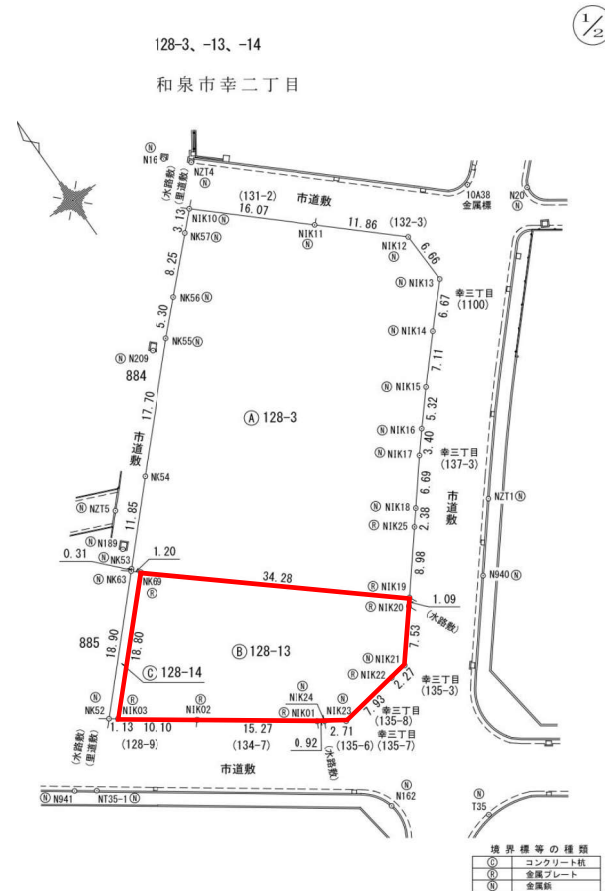 1/2
128-3、-13、-14
和泉市幸二丁目
Ⓝ
N16
NZT4
Ⓝ
(水路敷)
(里道敷)
3.13
NIK10Ⓝ
(131-2)
16.07
市道敷
NIK11
Ⓝ
11.86
(132-3)
NIK12
Ⓝ
10A38
金属標
N20
Ⓝ
6.66
NK57Ⓝ
8.25
Ⓝ NIK13
幸三丁目
(1100)
6.67
NK56Ⓝ
5.30
Ⓝ NIK14
NK55Ⓝ
7.11
Ⓝ N209
884
Ⓝ NIK15
17.70
5.32
Ⓐ 128-3
Ⓝ NIK16
3.40
市道敷
Ⓝ NIK17
幸三丁目
(137-3)
NK54
6.69
市道敷
NZT1Ⓝ
Ⓝ NZT5
11.85
Ⓝ NIK18
2.38
Ⓡ NIK25
Ⓝ N189
Ⓝ NK53
0.31
1.20
8.98
Ⓝ NK63
NK69
Ⓡ
34.28
Ⓡ NIK19
N940Ⓝ
Ⓡ NIK20
1.09
(水路敷)
7.53
885
18.90
18.80
Ⓑ 128-13
Ⓝ NIK21
Ⓒ 128-14
Ⓡ NIK22
2.27
幸三丁目
(135-3)
NIK24
Ⓝ
Ⓝ
NK52
Ⓡ
NIK03
Ⓡ
NIK02
Ⓡ NIK01
NIK23
7.93
幸三丁目
(135-8)
1.13
10.10
15.27
2.71
幸三丁目
(水路敷)
(里道敷)
(128-9)
(134-7)
0.92
(水路敷)
(135-6)
(135-7)
市道敷
Ⓝ N941
NT35-1Ⓝ
Ⓝ
N162
Ⓝ
T35
境界標等の種類
Ⓒ コンクリート杭
Ⓡ 金属プレート
Ⓝ 金属鋲